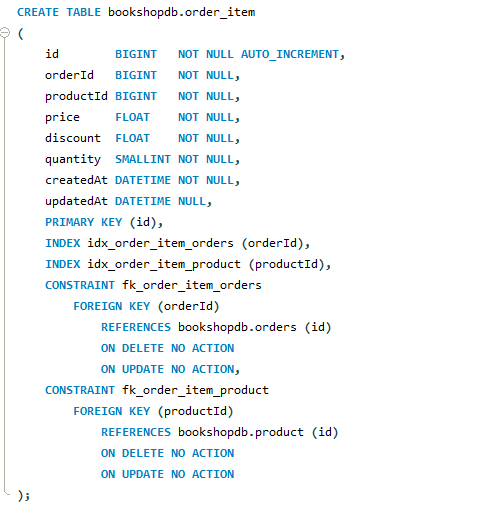 CREATE TABLE bookshopdb.order_item
(
    id        BIGINT   NOT NULL AUTO_INCREMENT,
    orderId   BIGINT   NOT NULL,
    productId BIGINT   NOT NULL,
    price     FLOAT    NOT NULL,
    discount  FLOAT    NOT NULL,
    quantity  SMALLINT NOT NULL,
    createdAt DATETIME NOT NULL,
    updatedAt DATETIME NULL,
    PRIMARY KEY (id),
    INDEX idx_order_item_orders (orderId),
    INDEX idx_order_item_product (productId),
    CONSTRAINT fk_order_item_orders
        FOREIGN KEY (orderId)
            REFERENCES bookshopdb.orders (id)
            ON DELETE NO ACTION
            ON UPDATE NO ACTION,
    CONSTRAINT fk_order_item_product
        FOREIGN KEY (productId)
            REFERENCES bookshopdb.product (id)
            ON DELETE NO ACTION
            ON UPDATE NO ACTION
);